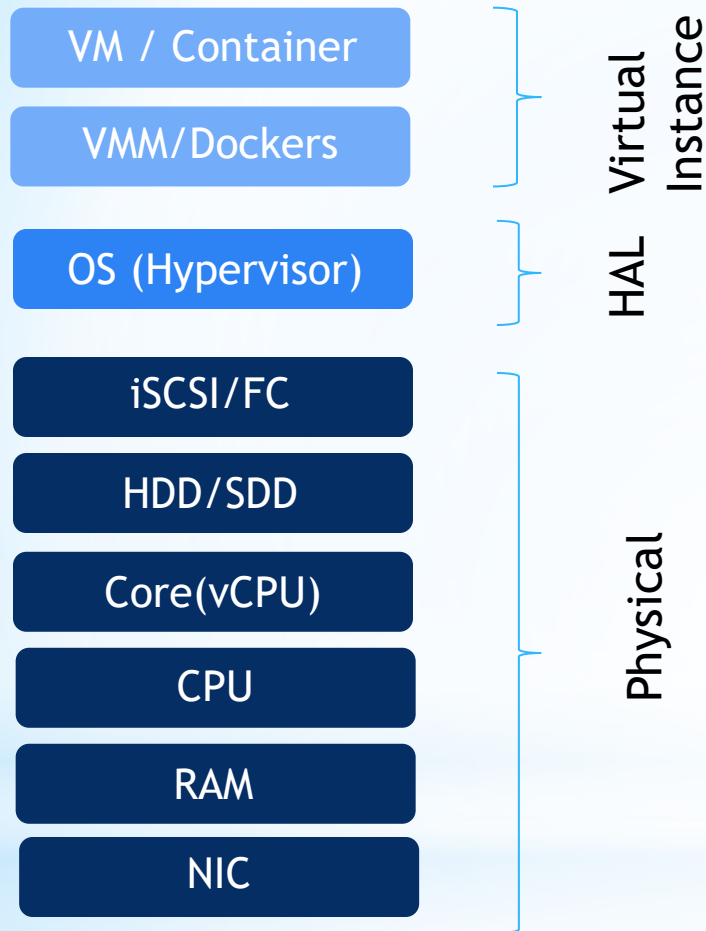 VM / Container
VMM/Dockers
Virtual
Instance
OS (Hypervisor)
HAL
iSCSI/FC
HDD/SDD
Core(vCPU)
CPU
RAM
NIC
Physical